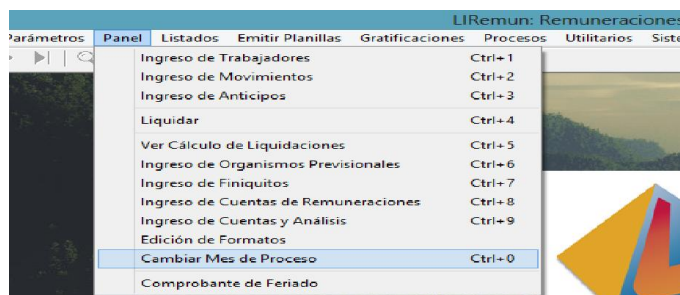 LIRemun: Remuneraciones
Parámetros Panel Listados Emitir Planillas Gratificaciones Procesos Utilitarios Siste
Ingreso de Trabajadores Ctrl+1
Ingreso de Movimientos Ctrl+2
Ingreso de Anticipos Ctrl+3
Liquidar Ctrl+4
Ver Cálculo de Liquidaciones Ctrl+5
Ingreso de Organismos Previsionales Ctrl+6
Ingreso de Finiquitos Ctrl+7
Ingreso de Cuentas de Remuneraciones Ctrl+8
Ingreso de Cuentas y Análisis Ctrl+9
Edición de Formatos
Cambiar Mes de Proceso Ctrl+0
Comprobante de Feriado